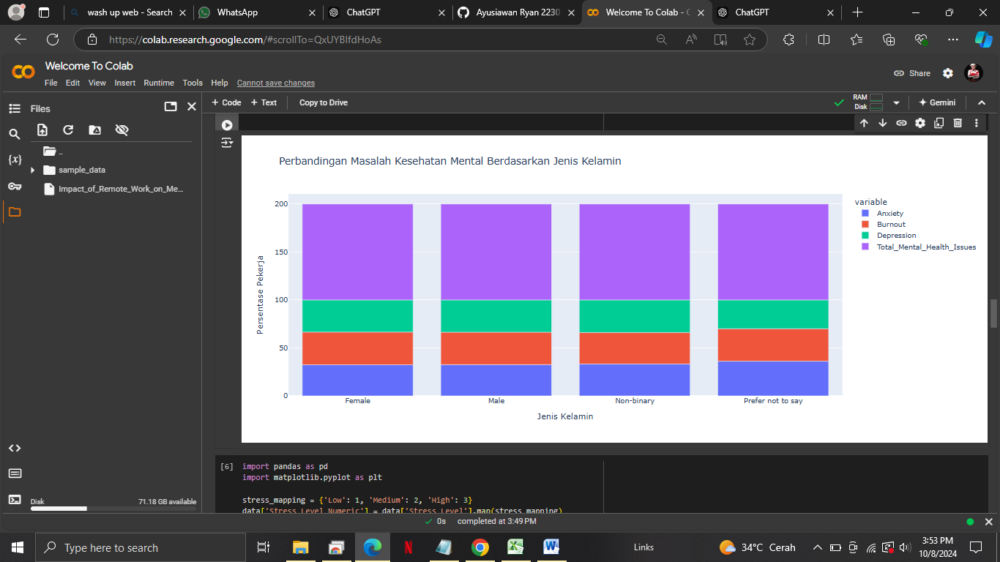 wash up web - Search
WhatsApp
ChatGPT
Ayusiawan Ryan 2230
Welcome To Colab - C
ChatGPT
https://colab.research.google.com/#scrollTo=QxUYBIfdHoAs
Welcome To Colab
File Edit View Insert Runtime Tools Help Cannot save changes
Share
Files
+ Code + Text Copy to Drive
RAM
Disk
Gemini
..
sample_data
Impact_of_Remote_Work_on_Me...
Perbandingan Masalah Kesehatan Mental Berdasarkan Jenis Kelamin
variable
Anxiety
Burnout
Depression
Total_Mental_Health_Issues
Persentase Pekerja
200
150
100
50
0
Female Male Non-binary Prefer not to say
Jenis Kelamin
[6] import pandas as pd
import matplotlib.pyplot as plt
stress_mapping = {'Low': 1, 'Medium': 2, 'High': 3}
data['Stress_Level_Numeric'] = data['Stress_Level'].map(stress_mapping)
Disk 71.18 GB available
0s completed at 3:49 PM
Type here to search
Links
34°C Cerah
3:53 PM
10/8/2024